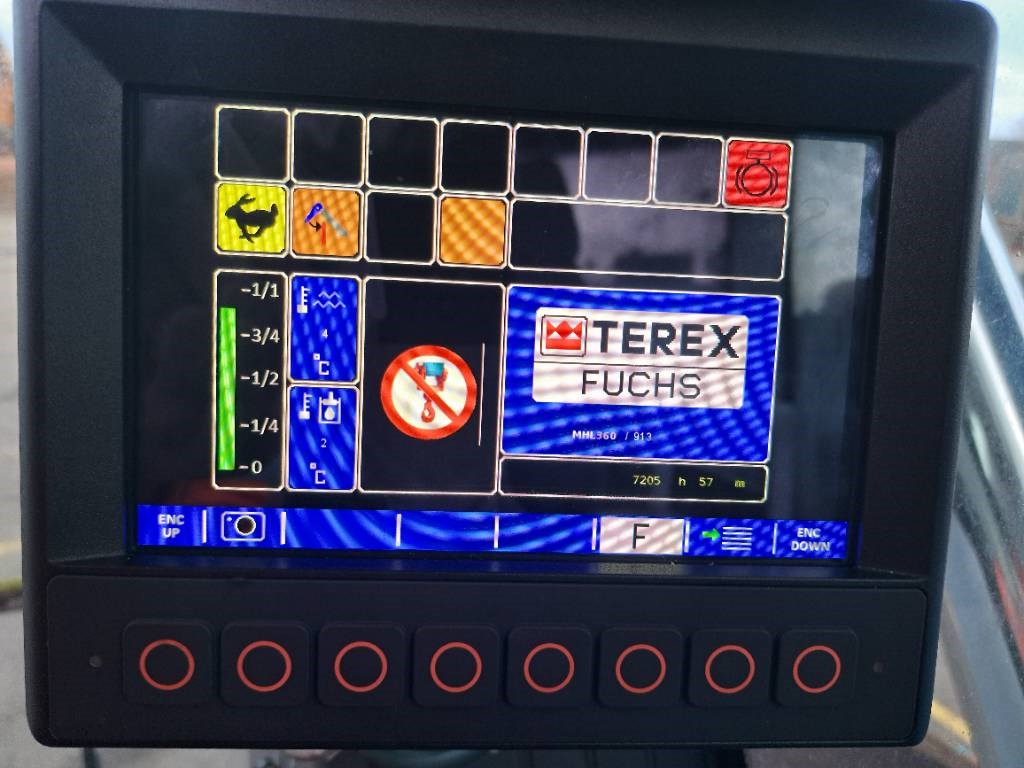 -1/1
-3/4
-1/2
-1/4
-0
4
°C
2
°C
TEREX
FUCHS
MHL360 / 913
7205 h 57 m
ENC
UP
F
ENC
DOWN